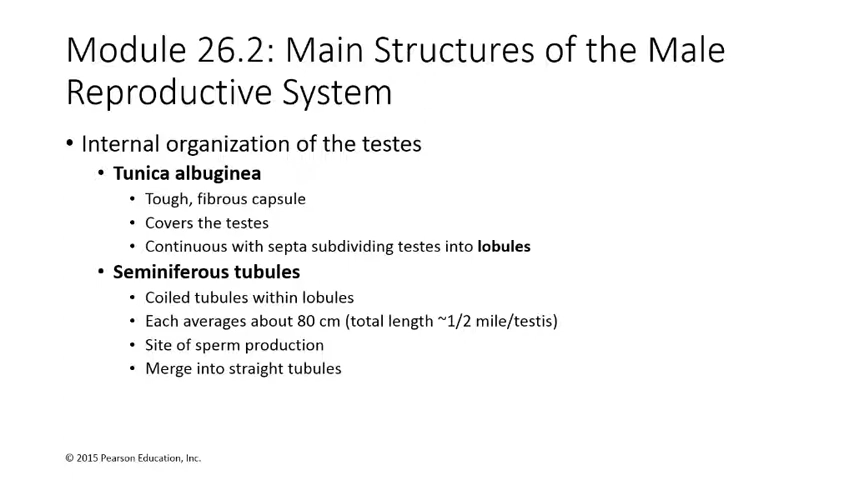 Module 26.2: Main Structures of the Male
Reproductive System
• Internal organization of the testes
• Tunica albuginea
• Tough, fibrous capsule
• Covers the testes
• Continuous with septa subdividing testes into lobules
• Seminiferous tubules
• Coiled tubules within lobules
• Each averages about 80 cm (total length ~1/2 mile/testis)
• Site of sperm production
• Merge into straight tubules
© 2015 Pearson Education, Inc.